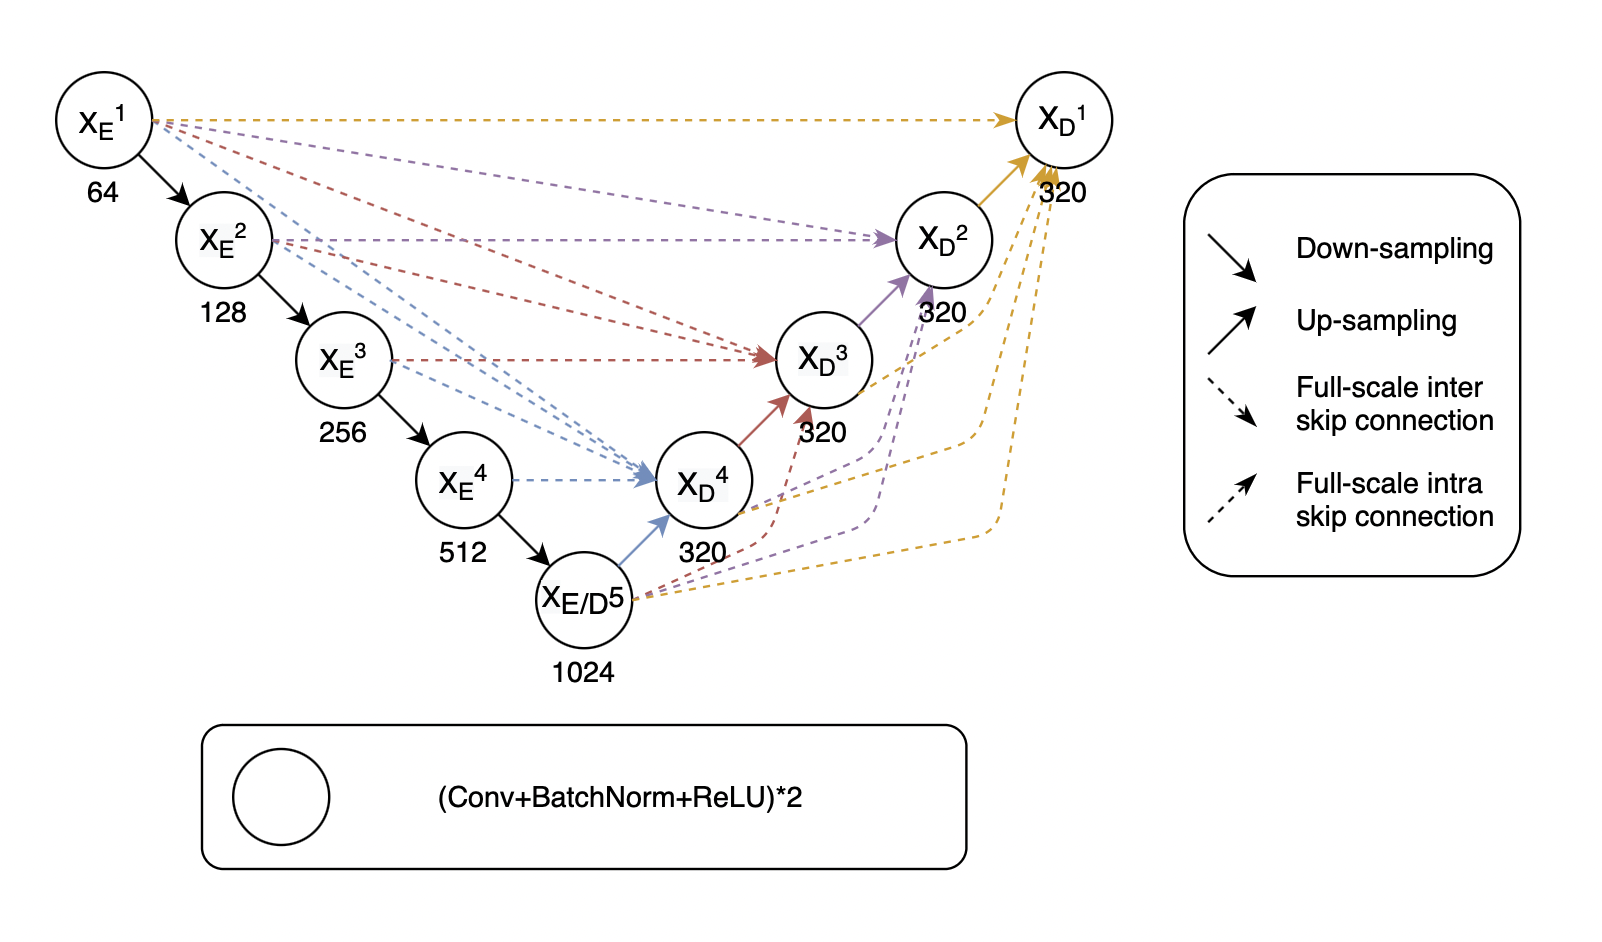 X_E^1
64
X_E^2
128
X_E^3
256
X_E^4
512
X_E/D5
1024
X_D^4
320
X_D^3
320
X_D^2
320
X_D^1
320
Down-sampling
Up-sampling
Full-scale inter
skip connection
Full-scale intra
skip connection
(Conv+BatchNorm+ReLU)*2